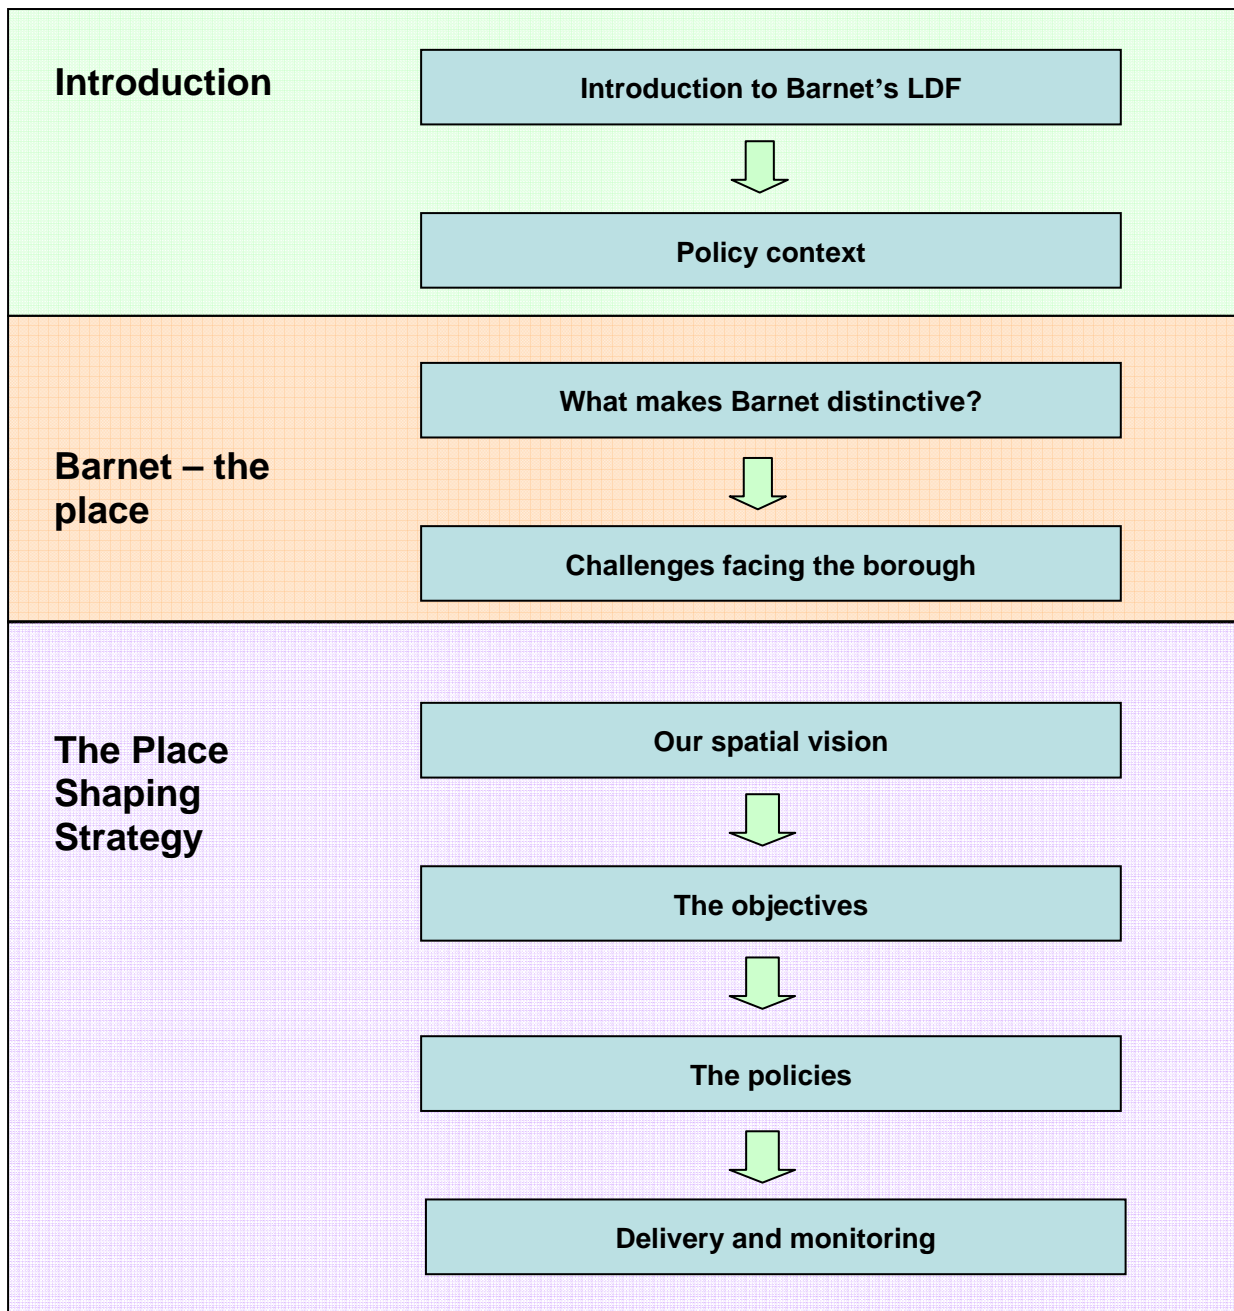 Introduction
Introduction to Barnet's LDF
Policy context
Barnet – the
place
What makes Barnet distinctive?
Challenges facing the borough
The Place
Shaping
Strategy
Our spatial vision
The objectives
The policies
Delivery and monitoring